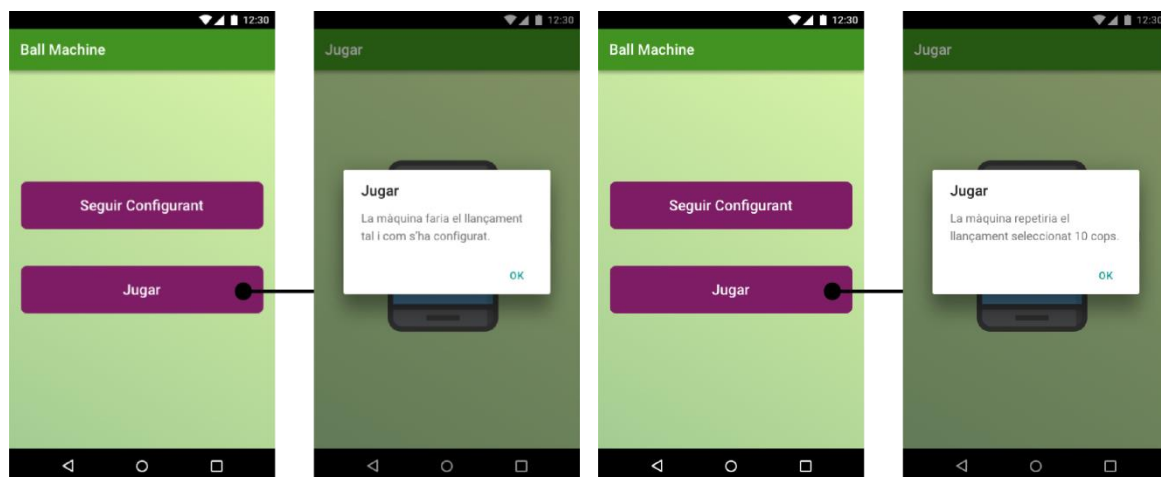 12:30
Ball Machine
Seguir Configurant
Jugar
12:30
Jugar
Jugar
La màquina faria el llançament
tal i com s'ha configurat.
OK
12:30
Ball Machine
Seguir Configurant
Jugar
12:30
Jugar
Jugar
La màquina repetiria el
llançament seleccionat 10 cops.
OK